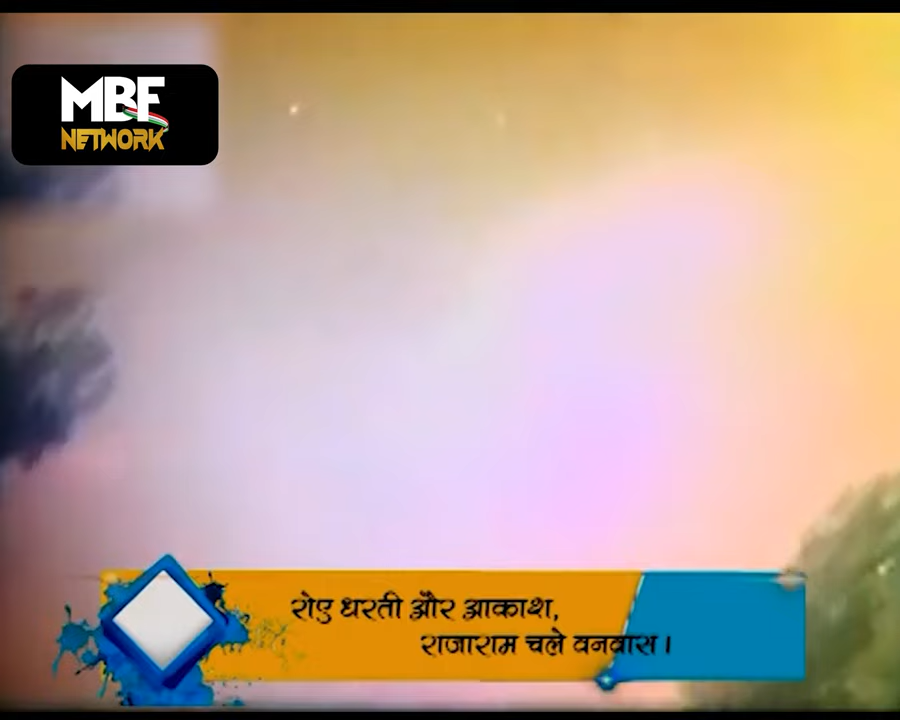 MBF
NETWORK
रोए धरती और आकाश,
राजाराम चले वनवास।